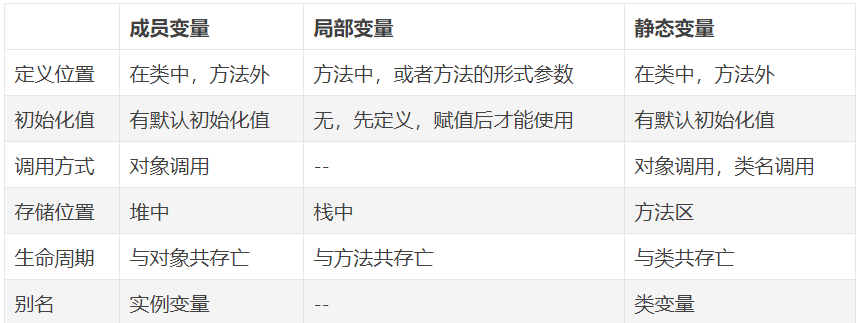 成员变量 局部变量 静态变量
定义位置 在类中，方法外 方法中，或者方法的形式参数 在类中，方法外
初始化值 有默认初始化值 无，先定义，赋值后才能使用 有默认初始化值
调用方式 对象调用 -- 对象调用，类名调用
存储位置 堆中 栈中 方法区
生命周期 与对象共存亡 与方法共存亡 与类共存亡
别名 实例变量 -- 类变量